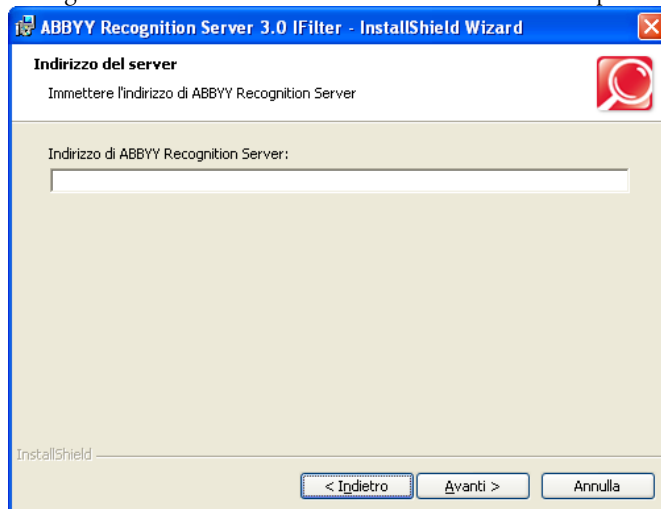 ABBYY Recognition Server 3.0 IFilter - InstallShield Wizard
Indirizzo del server
Immettere l'indirizzo di ABBYY Recognition Server
Indirizzo di ABBYY Recognition Server:
InstallShield
< Indietro
Avanti >
Annulla